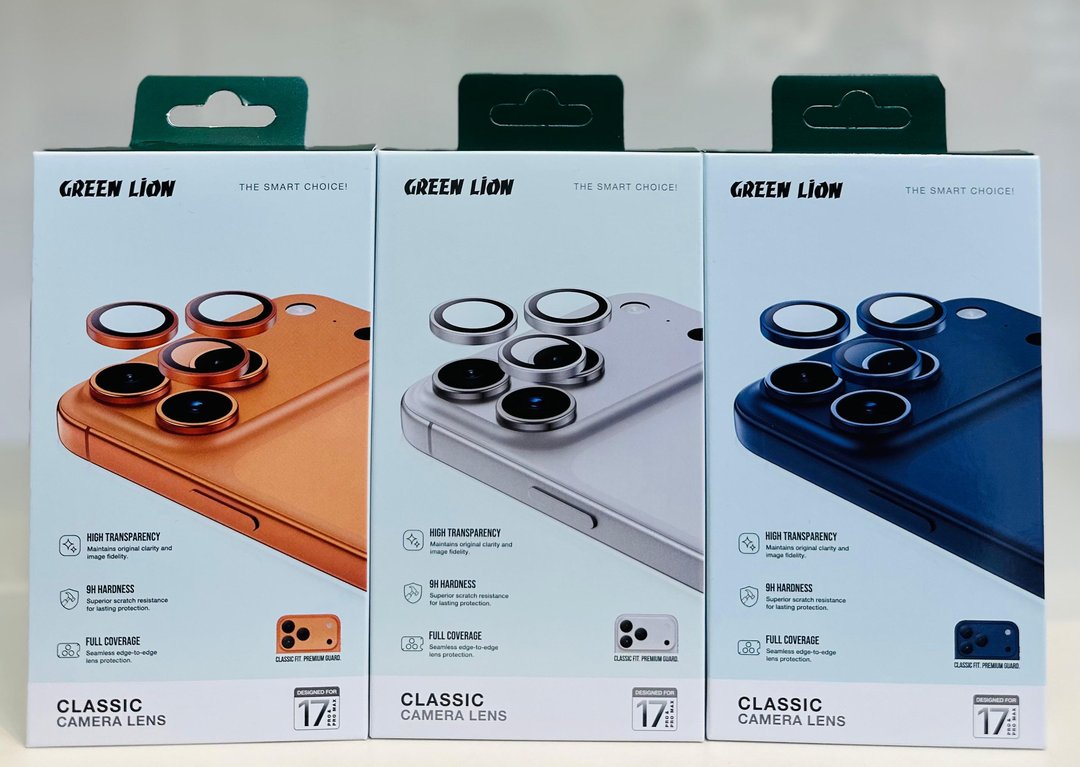 GREEN LiON
THE SMART CHOICE!
HIGH TRANSPARENCY
Maintains original clarity and
image fidelity.
9H HARDNESS
Superior scratch resistance
for lasting protection.
FULL COVERAGE
Seamless edge-to-edge
lens protection.
CLASSIC FIT. PREMIUM GUARD.
CLASSIC
CAMERA LENS
DESIGNED FOR
17
PRO &
PRO MAX
GREEN LiON
THE SMART CHOICE!
HIGH TRANSPARENCY
Maintains original clarity and
image fidelity.
9H HARDNESS
Superior scratch resistance
for lasting protection.
FULL COVERAGE
Seamless edge-to-edge
lens protection.
CLASSIC FIT. PREMIUM GUARD.
CLASSIC
CAMERA LENS
DESIGNED FOR
17
PRO &
PRO MAX
GREEN LiON
THE SMART CHOICE!
HIGH TRANSPARENCY
Maintains original clarity and
image fidelity.
9H HARDNESS
Superior scratch resistance
for lasting protection.
FULL COVERAGE
Seamless edge-to-edge
lens protection.
CLASSIC FIT. PREMIUM GUARD.
CLASSIC
CAMERA LENS
DESIGNED FOR
17
PRO &
PRO MAX